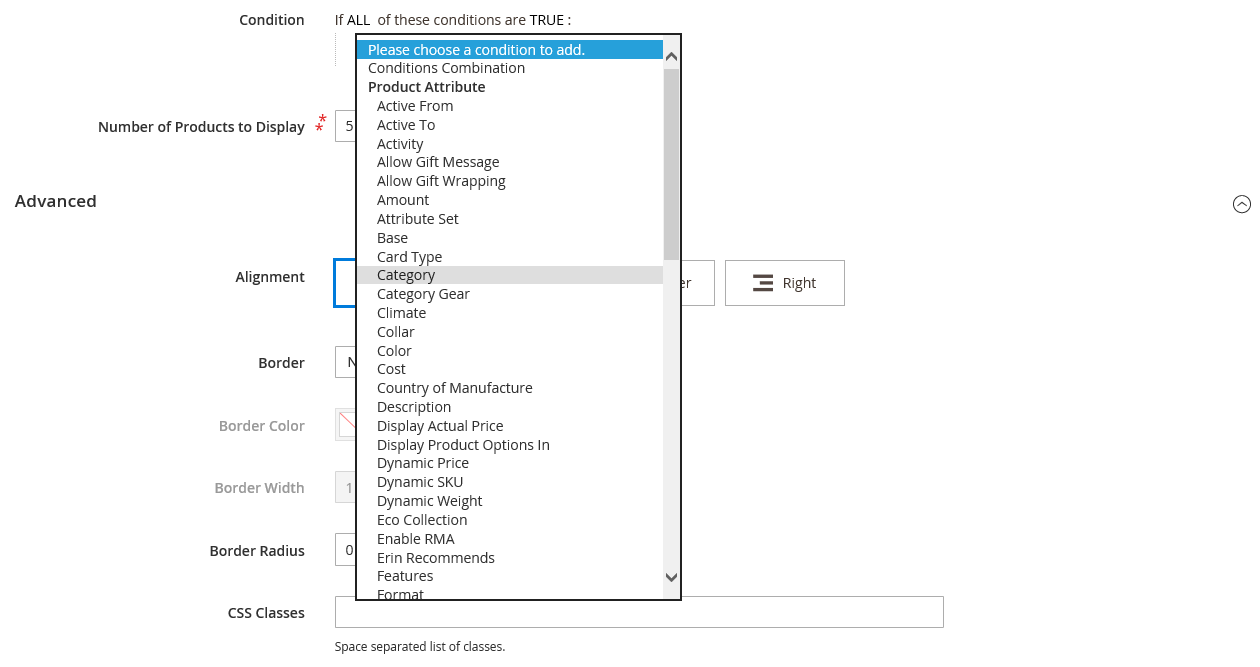 Condition If ALL of these conditions are TRUE :
Please choose a condition to add.
Conditions Combination
Product Attribute
Active From
Active To
Activity
Allow Gift Message
Allow Gift Wrapping
Amount
Attribute Set
Base
Card Type
Category
Category Gear
Climate
Collar
Color
Cost
Country of Manufacture
Description
Display Actual Price
Display Product Options In
Dynamic Price
Dynamic SKU
Dynamic Weight
Eco Collection
Enable RMA
Erin Recommends
Features
Format
Number of Products to Display ** 5
Advanced
Alignment er Right
Border N
Border Color
Border Width 1
Border Radius 0
CSS Classes
Space separated list of classes.